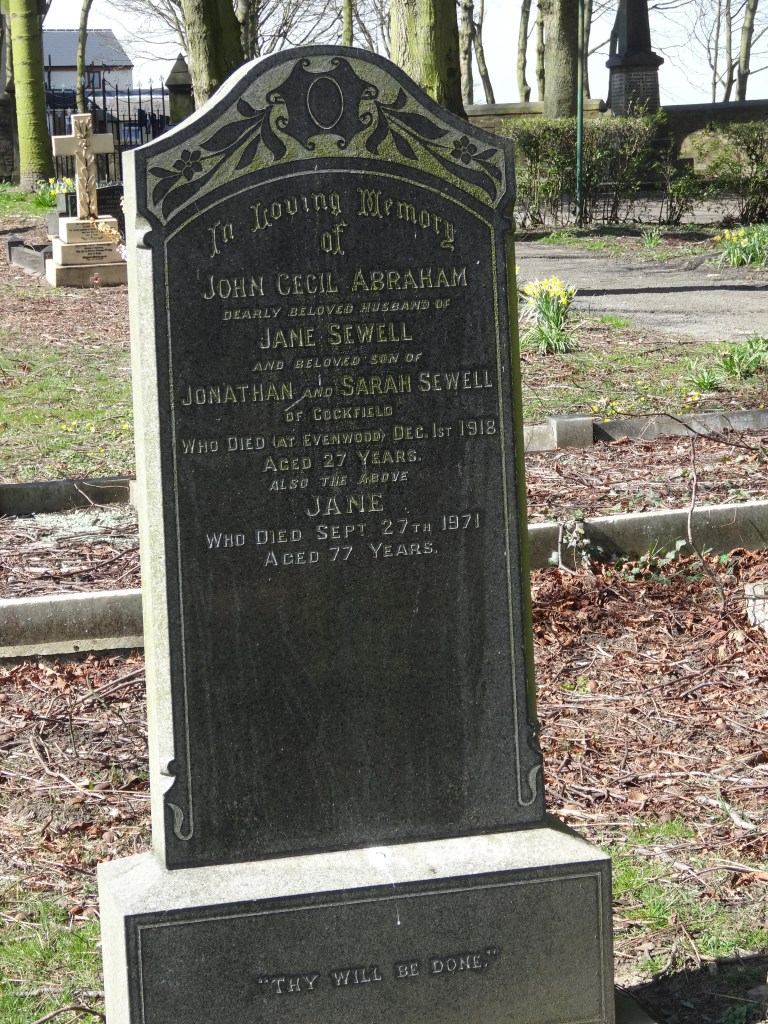 In Loving Memory
of
JOHN CECIL ABRAHAM
DEARLY BELOVED HUSBAND OF
JANE SEWELL
AND BELOVED SON OF
JONATHAN AND SARAH SEWELL
OF COCKFIELD
WHO DIED (AT EVENWOOD) DEC. 1ST 1918
AGED 27 YEARS.
ALSO THE ABOVE
JANE
WHO DIED SEPT 27TH 1971
AGED 77 YEARS.
"THY WILL BE DONE."